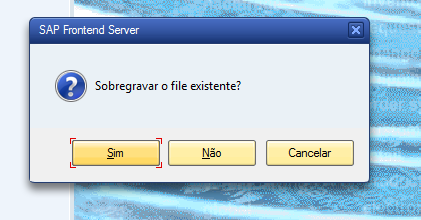 SAP Frontend Server
Sobregravar o file existente?
Sim
Não
Cancelar